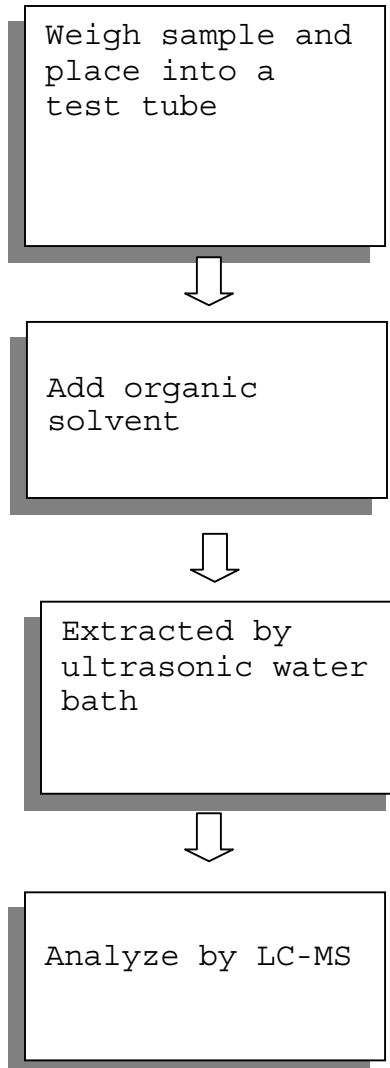 Weigh sample and
place into a
test tube
Add organic
solvent
Extracted by
ultrasonic water
bath
Analyze by LC-MS